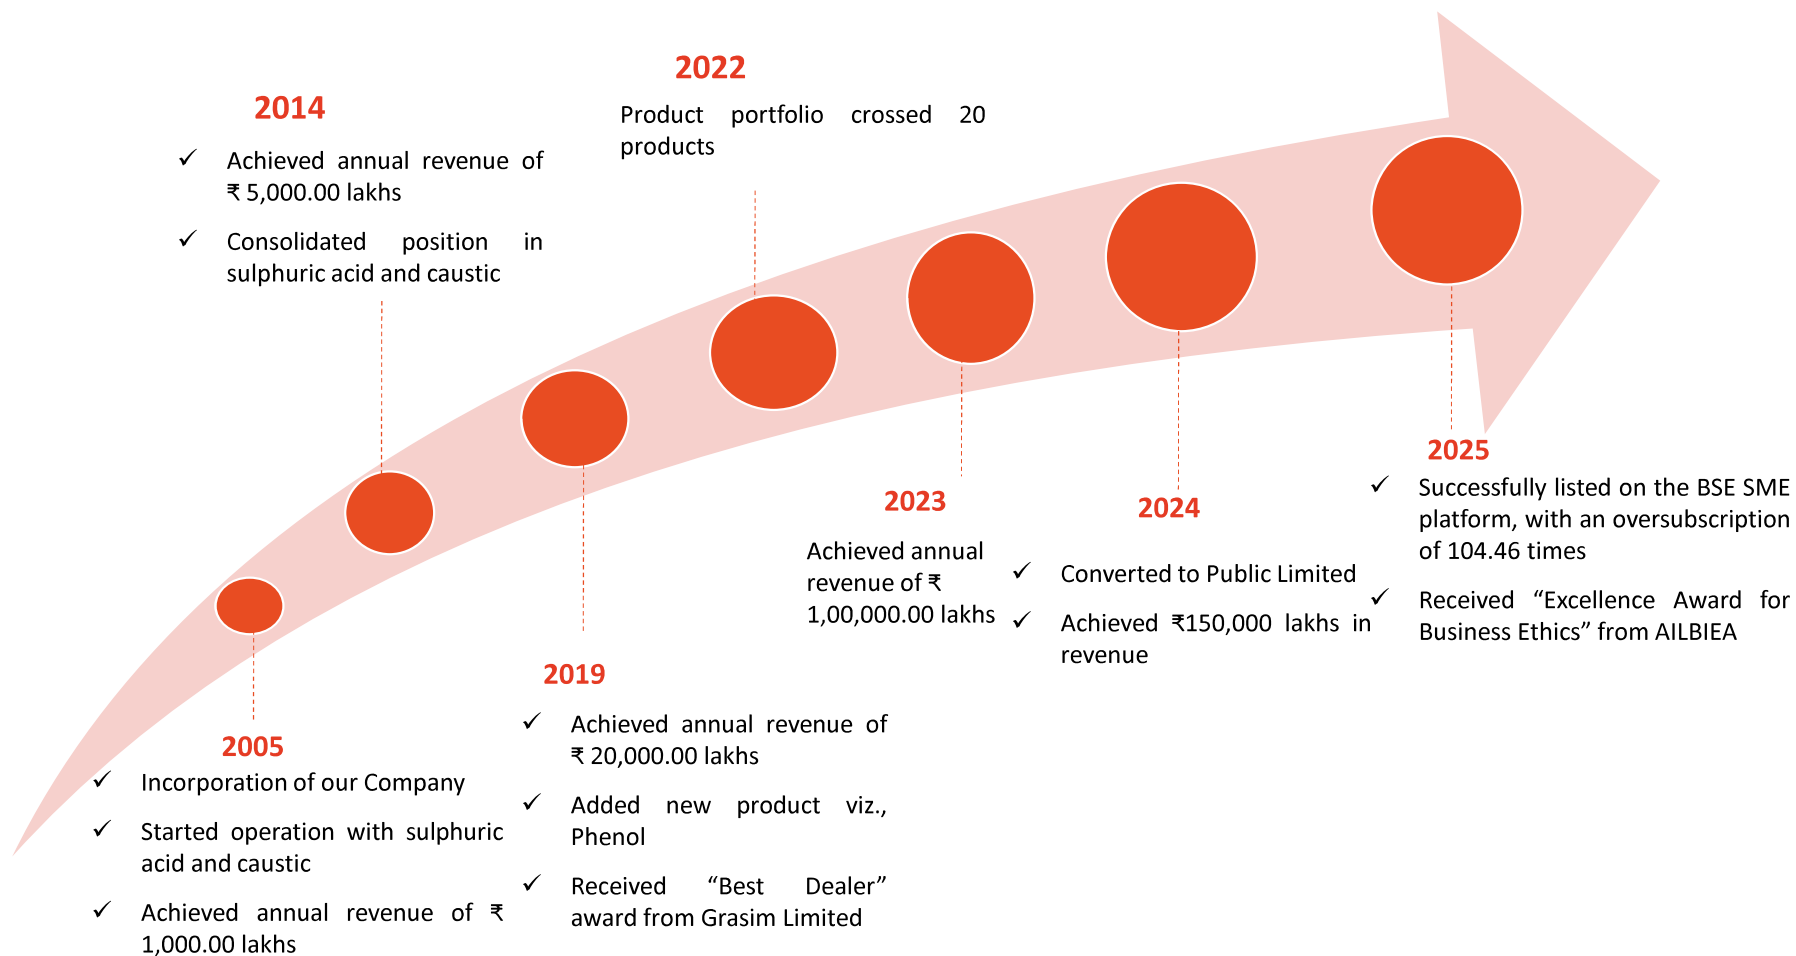 2014
✓ Achieved annual revenue of
₹ 5,000.00 lakhs
✓ Consolidated position in
sulphuric acid and caustic
2022
Product portfolio crossed 20
products
2005
✓ Incorporation of our Company
✓ Started operation with sulphuric
acid and caustic
✓ Achieved annual revenue of ₹
1,000.00 lakhs
2019
✓ Achieved annual revenue of
₹ 20,000.00 lakhs
✓ Added new product viz.,
Phenol
✓ Received “Best Dealer”
award from Grasim Limited
2023
Achieved annual
revenue of ₹
1,00,000.00 lakhs
2024
✓ Converted to Public Limited
✓ Achieved ₹150,000 lakhs in
revenue
2025
✓ Successfully listed on the BSE SME
platform, with an oversubscription
of 104.46 times
✓ Received “Excellence Award for
Business Ethics” from AILBIEA